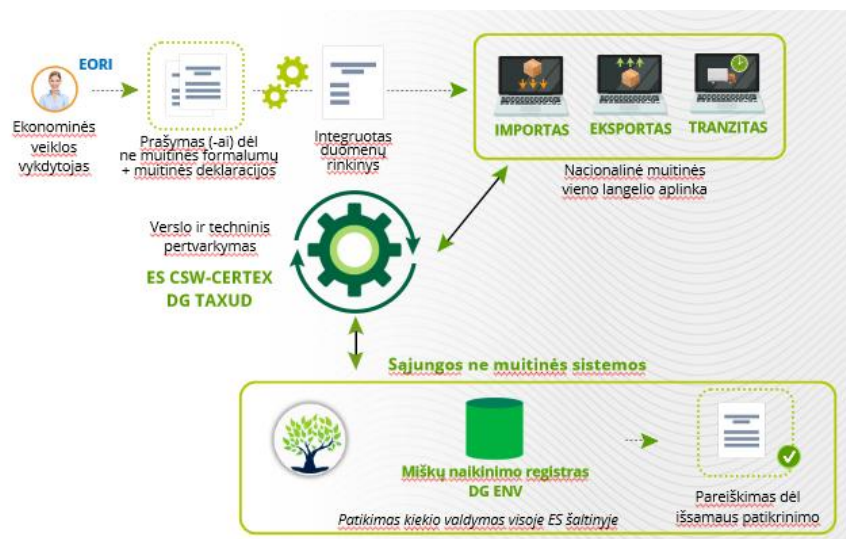 EORI
Ekonominės
veiklos
vykdytojas
Prašymas (-ai) dėl
ne muitinės formalumų
+ muitinės deklaracijos
Integruotas
duomenų
rinkinys
IMPORTAS
EKSPORTAS
TRANZITAS
Nacionalinė muitinės
vieno langelio aplinka
Verslo ir techninis
pertvarkymas
ES CSW-CERTEX
DG TAXUD
Sąjungos ne muitinės sistemos
Miškų naikinimo registras
DG ENV
Patikimas kiekio valdymas visoje ES šaltinyje
Pareiškimas dėl
išsamaus patikrinimo